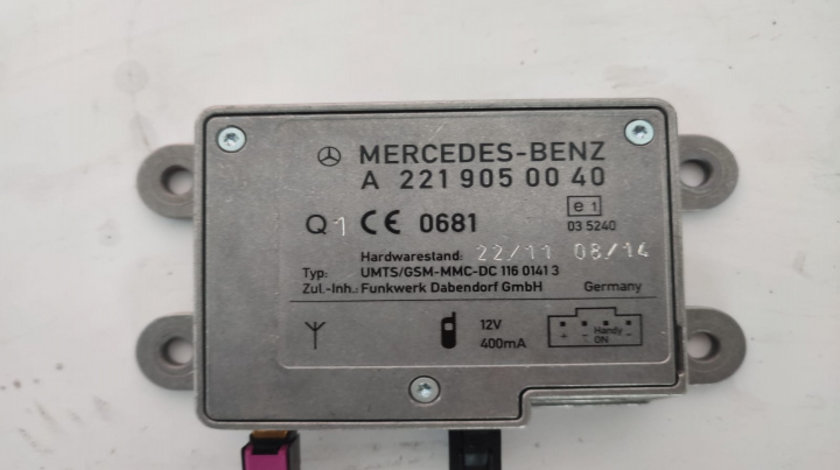 MERCEDES-BENZ
A 221 905 00 40
Q1 CE 0681
e 1
03 5240
Hardwarestand: 22/11 08/14
Typ: UMTS/GSM-MMC-DC 116 0141 3
Zul.-Inh.: Funkwerk Dabendorf GmbH Germany
12V
400mA
+ - Handy -
ON